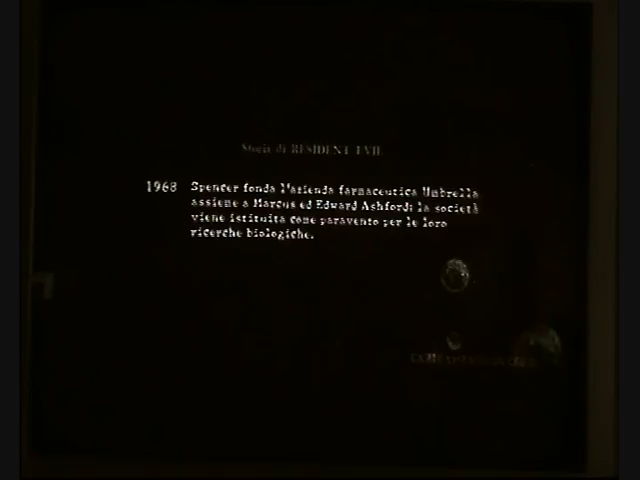 Storia di RESIDENT EVIL
1968 Spencer fonda l'azienda farmaceutica Umbrella
assieme a Marcus ed Edward Ashford: la società
viene istituita come paravento per le loro
ricerche biologiche.